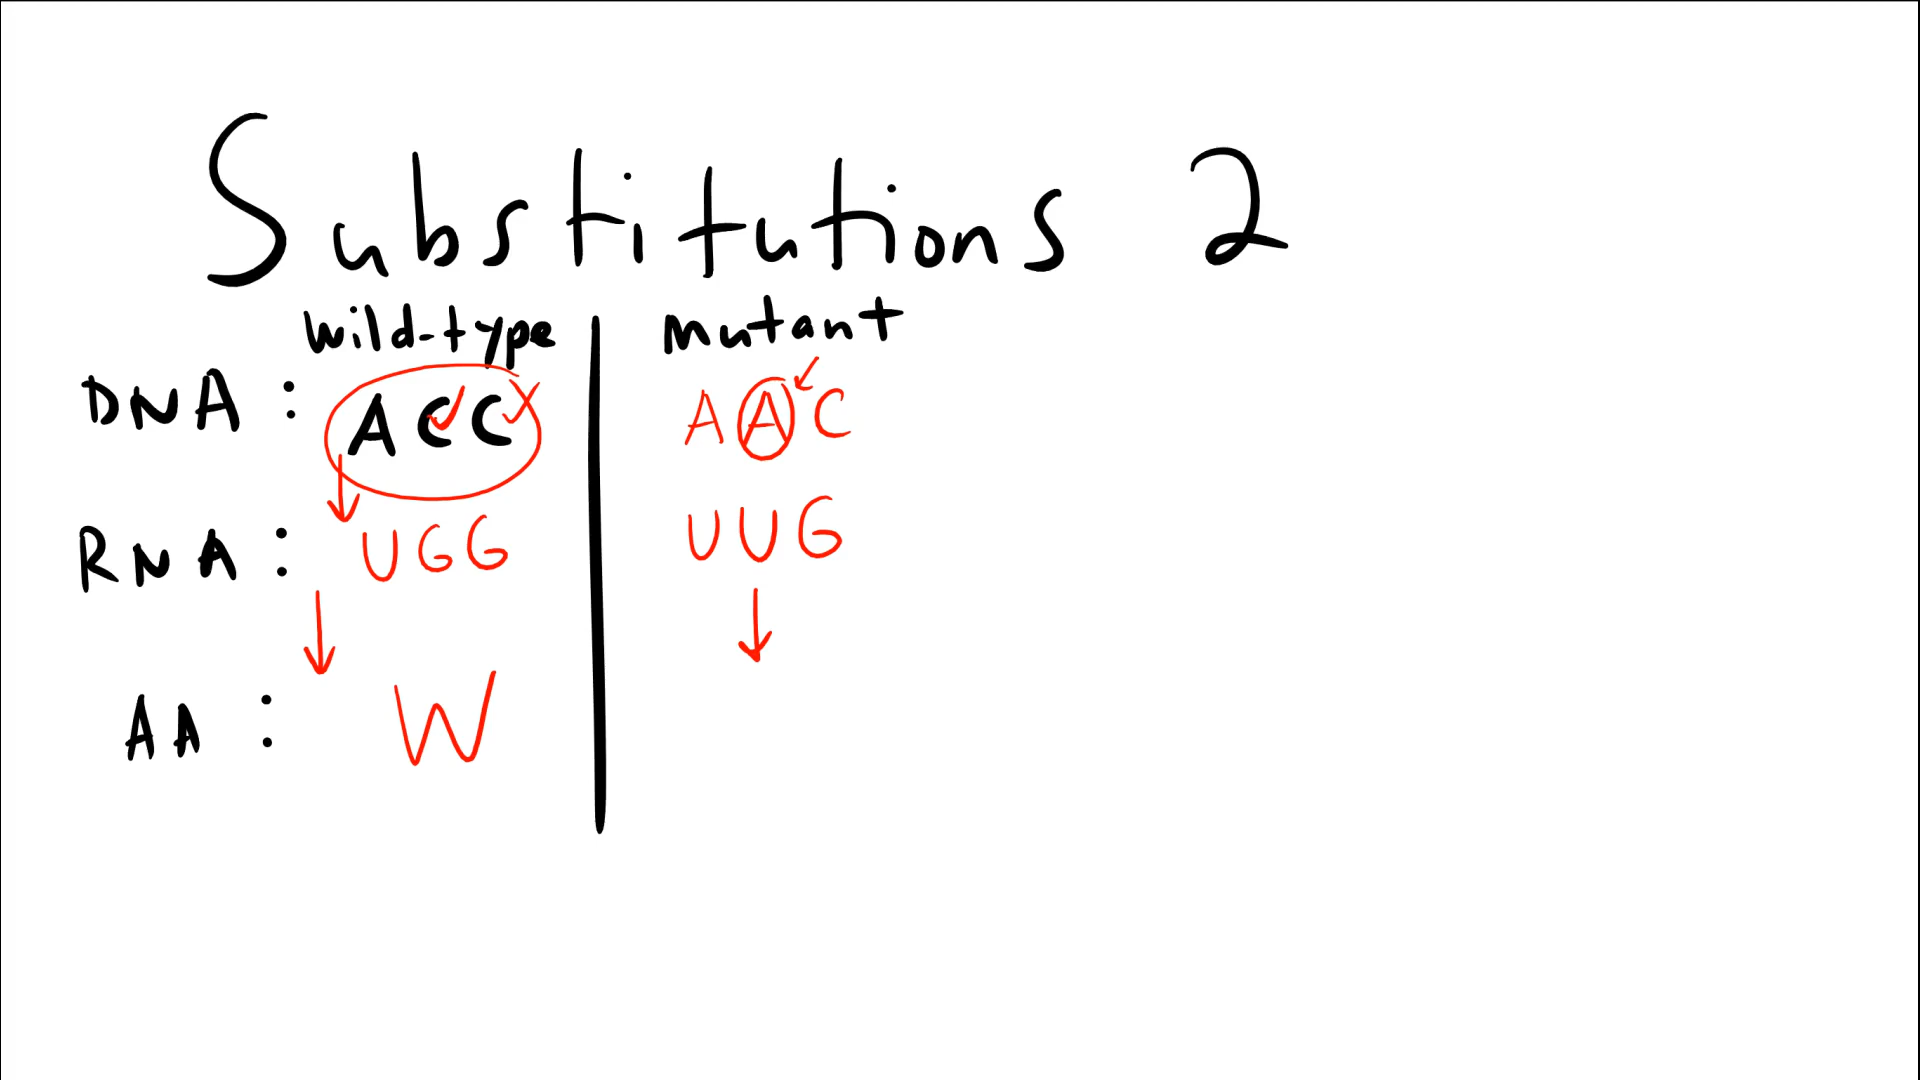 Substitutions 2
Wild-type mutant
DNA: ACC AAC
RNA: UGG UUG
AA: W